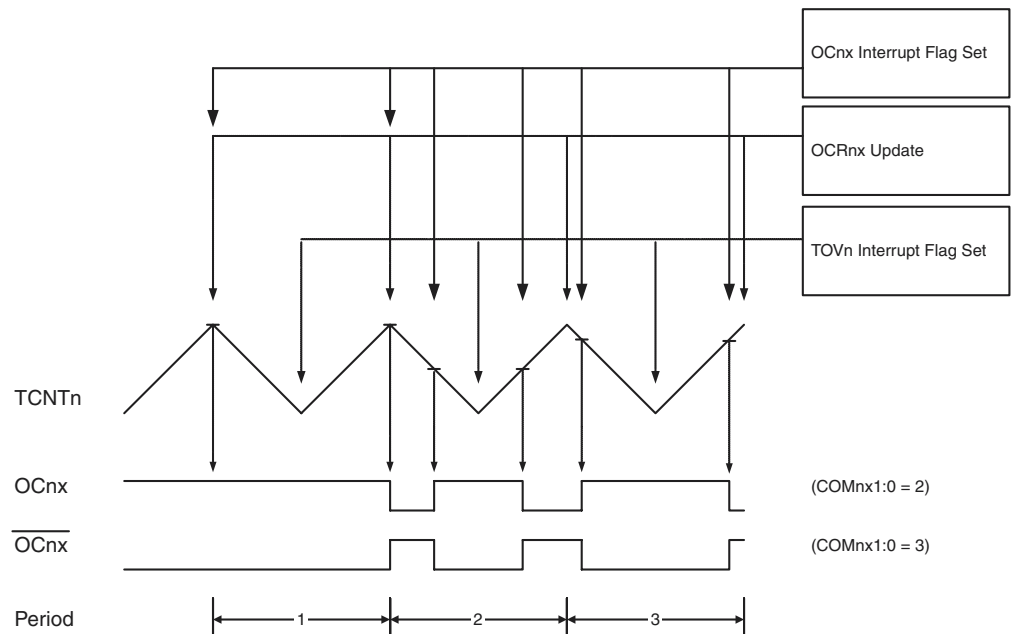 OCnx Interrupt Flag Set
OCRnx Update
TOVn Interrupt Flag Set
TCNTn
OCnx
(COMnx1:0 = 2)
OCnx
(COMnx1:0 = 3)
Period
1
2
3